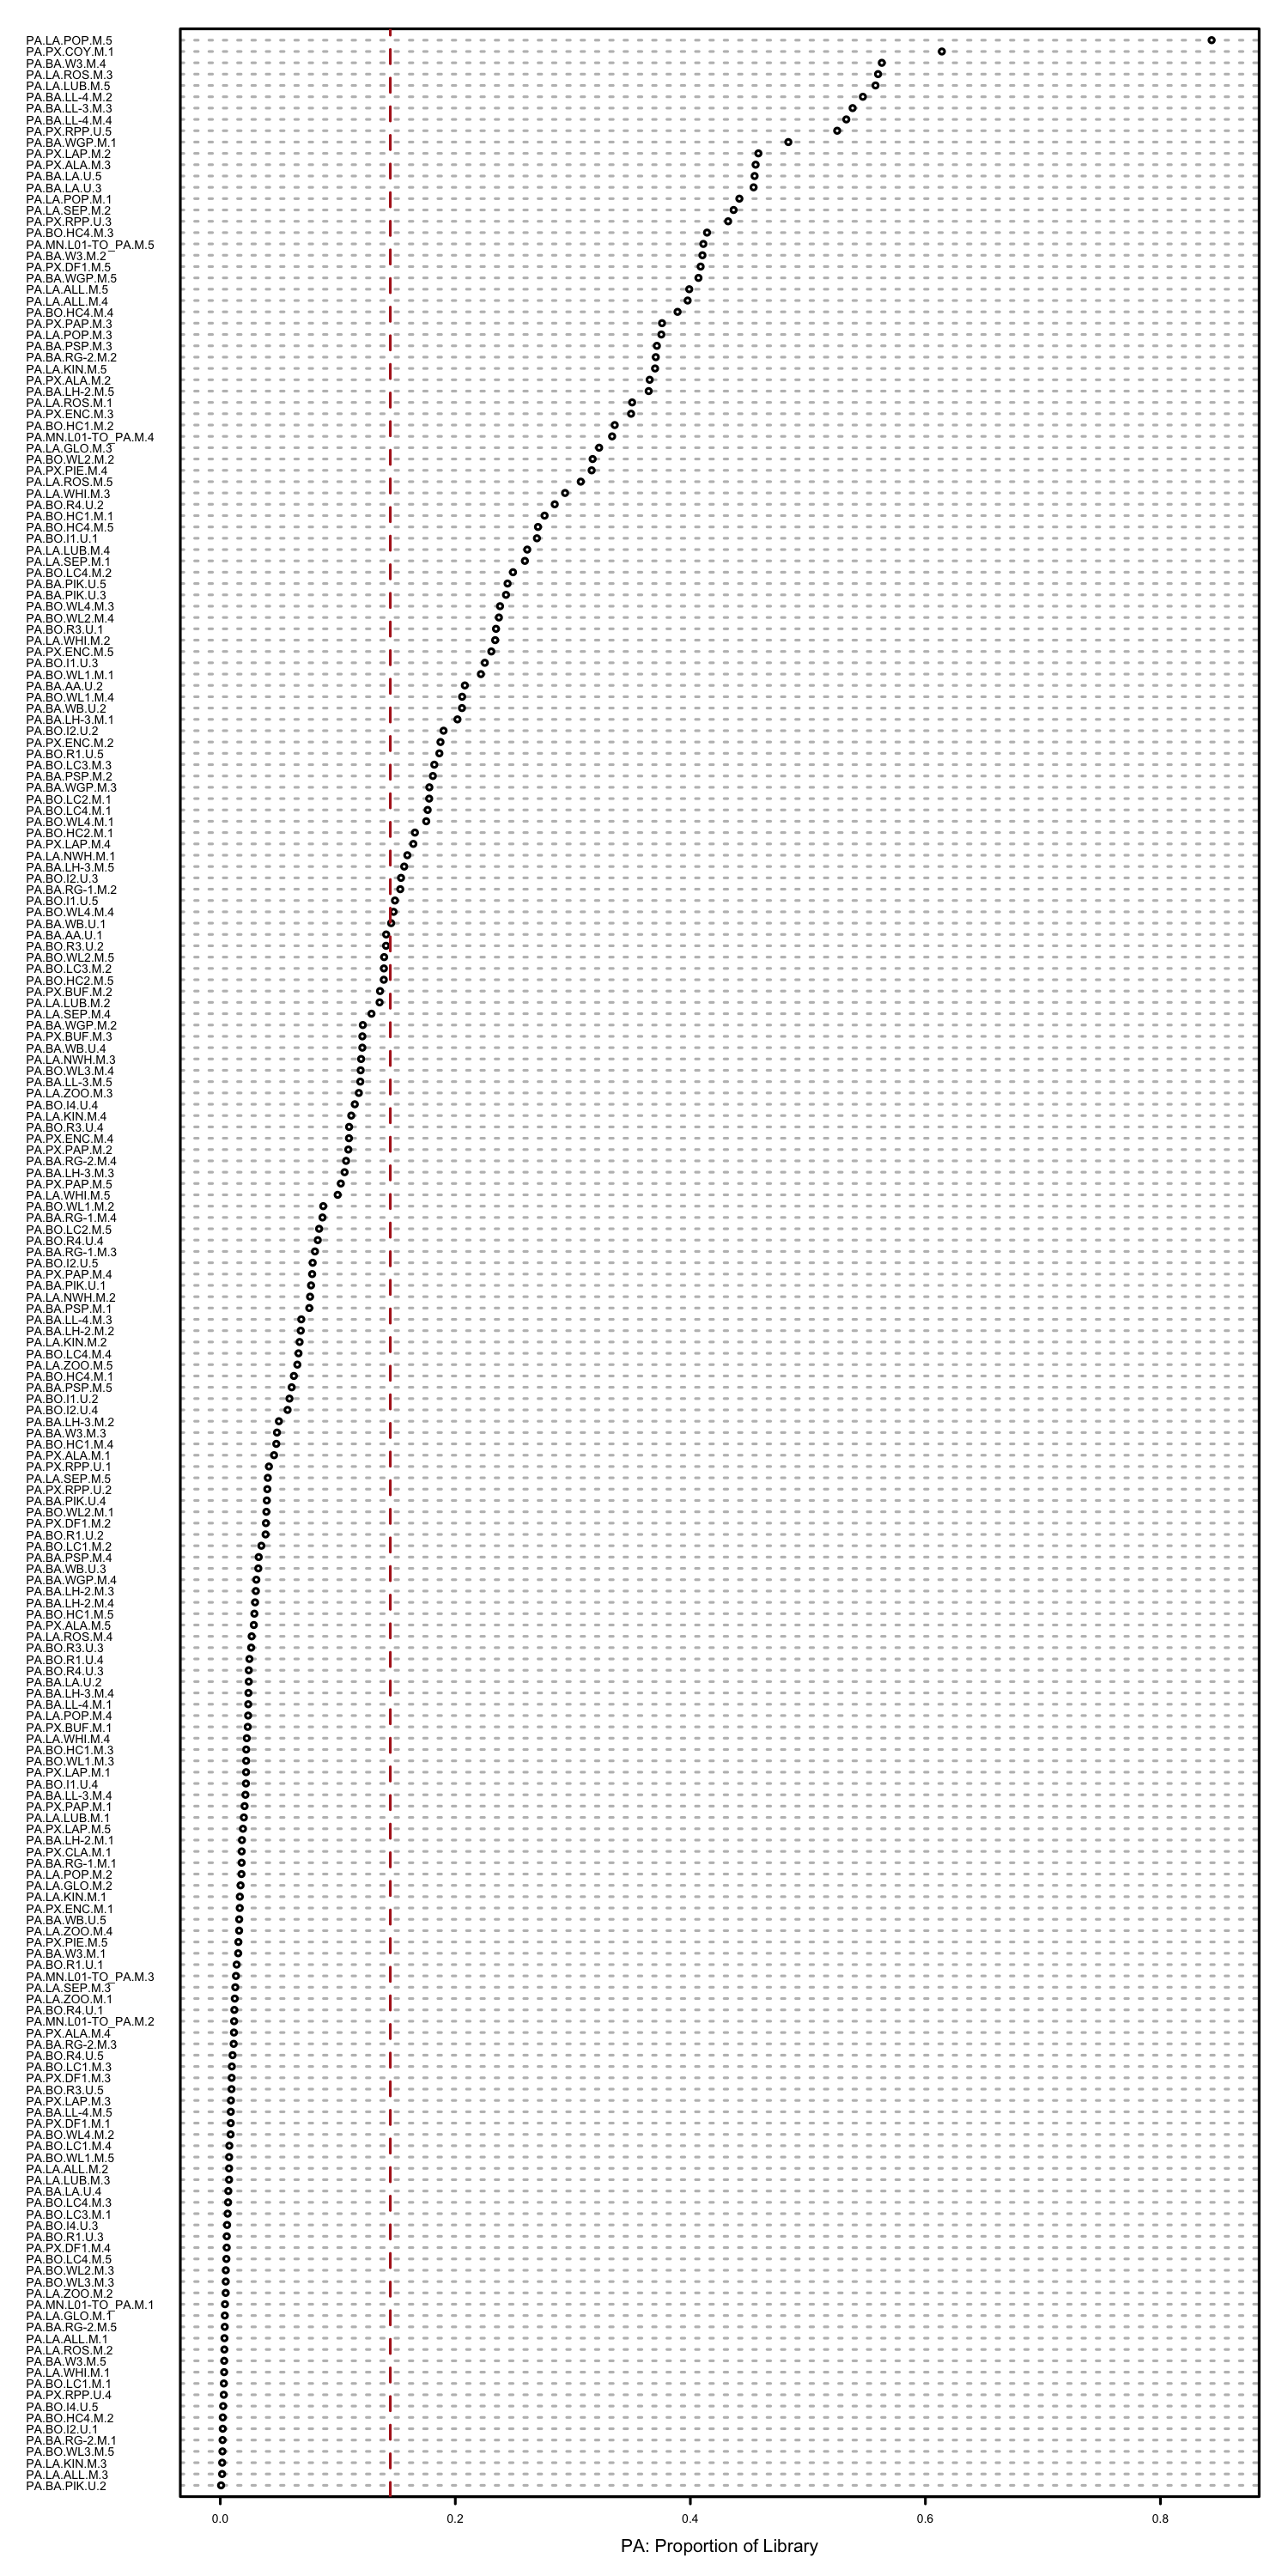 PA.LA.POP.M.5
PA.PX.COY.M.1
PA.BA.W3.M.4
PA.LA.ROS.M.3
PA.LA.LUB.M.5
PA.BA.LL-4.M.2
PA.BA.LL-3.M.3
PA.BA.LL-4.M.4
PA.PX.RPP.U.5
PA.BA.WGP.M.1
PA.PX.LAP.M.2
PA.PX.ALA.M.3
PA.BA.LA.U.5
PA.BA.LA.U.3
PA.LA.POP.M.1
PA.LA.SEP.M.2
PA.PX.RPP.U.3
PA.BO.HC4.M.3
PA.MN.L01-TO_PA.M.5
PA.BA.W3.M.2
PA.PX.DF1.M.5
PA.BA.WGP.M.5
PA.LA.ALL.M.5
PA.LA.ALL.M.4
PA.BO.HC4.M.4
PA.PX.PAP.M.3
PA.LA.POP.M.3
PA.BA.PSP.M.3
PA.BA.RG-2.M.2
PA.LA.KIN.M.5
PA.PX.ALA.M.2
PA.BA.LH-2.M.5
PA.LA.ROS.M.1
PA.PX.ENC.M.3
PA.BO.HC1.M.2
PA.MN.L01-TO_PA.M.4
PA.LA.GLO.M.3
PA.BO.WL2.M.2
PA.PX.PIE.M.4
PA.LA.ROS.M.5
PA.LA.WHI.M.3
PA.BO.R4.U.2
PA.BO.HC1.M.1
PA.BO.HC4.M.5
PA.BO.I1.U.1
PA.LA.LUB.M.4
PA.LA.SEP.M.1
PA.BO.LC4.M.2
PA.BA.PIK.U.5
PA.BA.PIK.U.3
PA.BO.WL4.M.3
PA.BO.WL2.M.4
PA.BO.R3.U.1
PA.LA.WHI.M.2
PA.PX.ENC.M.5
PA.BO.I1.U.3
PA.BO.WL1.M.1
PA.BA.AA.U.2
PA.BO.WL1.M.4
PA.BA.WB.U.2
PA.BA.LH-3.M.1
PA.BO.I2.U.2
PA.PX.ENC.M.2
PA.BO.R1.U.5
PA.BO.LC3.M.3
PA.BA.PSP.M.2
PA.BA.WGP.M.3
PA.BO.LC2.M.1
PA.BO.LC4.M.1
PA.BO.WL4.M.1
PA.BO.HC2.M.1
PA.PX.LAP.M.4
PA.LA.NWH.M.1
PA.BA.LH-3.M.5
PA.BO.I2.U.3
PA.BA.RG-1.M.2
PA.BO.I1.U.5
PA.BO.WL4.M.4
PA.BA.WB.U.1
PA.BA.AA.U.1
PA.BO.R3.U.2
PA.BO.WL2.M.5
PA.BO.LC3.M.2
PA.BO.HC2.M.5
PA.PX.BUF.M.2
PA.LA.LUB.M.2
PA.LA.SEP.M.4
PA.BA.WGP.M.2
PA.PX.BUF.M.3
PA.BA.WB.U.4
PA.LA.NWH.M.3
PA.BO.WL3.M.4
PA.BA.LL-3.M.5
PA.LA.ZOO.M.3
PA.BO.I4.U.4
PA.LA.KIN.M.4
PA.BO.R3.U.4
PA.PX.ENC.M.4
PA.PX.PAP.M.2
PA.BA.RG-2.M.4
PA.BA.LH-3.M.3
PA.PX.PAP.M.5
PA.LA.WHI.M.5
PA.BO.WL1.M.2
PA.BA.RG-1.M.4
PA.BO.LC2.M.5
PA.BO.R4.U.4
PA.BA.RG-1.M.3
PA.BO.I2.U.5
PA.PX.PAP.M.4
PA.BA.PIK.U.1
PA.LA.NWH.M.2
PA.BA.PSP.M.1
PA.BA.LL-4.M.3
PA.BA.LH-2.M.2
PA.LA.KIN.M.2
PA.BO.LC4.M.4
PA.LA.ZOO.M.5
PA.BO.HC4.M.1
PA.BA.PSP.M.5
PA.BO.I1.U.2
PA.BO.I2.U.4
PA.BA.LH-3.M.2
PA.BA.W3.M.3
PA.BO.HC1.M.4
PA.PX.ALA.M.1
PA.PX.RPP.U.1
PA.LA.SEP.M.5
PA.PX.RPP.U.2
PA.BA.PIK.U.4
PA.BO.WL2.M.1
PA.PX.DF1.M.2
PA.BO.R1.U.2
PA.BO.LC1.M.2
PA.BA.PSP.M.4
PA.BA.WB.U.3
PA.BA.WGP.M.4
PA.BA.LH-2.M.3
PA.BA.LH-2.M.4
PA.BO.HC1.M.5
PA.PX.ALA.M.5
PA.LA.ROS.M.4
PA.BO.R3.U.3
PA.BO.R1.U.4
PA.BO.R4.U.3
PA.BA.LA.U.2
PA.BA.LH-3.M.4
PA.BA.LL-4.M.1
PA.LA.POP.M.4
PA.PX.BUF.M.1
PA.LA.WHI.M.4
PA.BO.HC1.M.3
PA.BO.WL1.M.3
PA.PX.LAP.M.1
PA.BO.I1.U.4
PA.BA.LL-3.M.4
PA.PX.PAP.M.1
PA.LA.LUB.M.1
PA.PX.LAP.M.5
PA.BA.LH-2.M.1
PA.PX.CLA.M.1
PA.BA.RG-1.M.1
PA.LA.POP.M.2
PA.LA.GLO.M.2
PA.LA.KIN.M.1
PA.PX.ENC.M.1
PA.BA.WB.U.5
PA.LA.ZOO.M.4
PA.PX.PIE.M.5
PA.BA.W3.M.1
PA.BO.R1.U.1
PA.MN.L01-TO_PA.M.3
PA.LA.SEP.M.3
PA.LA.ZOO.M.1
PA.BO.R4.U.1
PA.MN.L01-TO_PA.M.2
PA.PX.ALA.M.4
PA.BA.RG-2.M.3
PA.BO.R4.U.5
PA.BO.LC1.M.3
PA.PX.DF1.M.3
PA.BO.R3.U.5
PA.PX.LAP.M.3
PA.BA.LL-4.M.5
PA.PX.DF1.M.1
PA.BO.WL4.M.2
PA.BO.LC1.M.4
PA.BO.WL1.M.5
PA.LA.ALL.M.2
PA.LA.LUB.M.3
PA.BA.LA.U.4
PA.BO.LC4.M.3
PA.BO.LC3.M.1
PA.BO.I4.U.3
PA.BO.R1.U.3
PA.PX.DF1.M.4
PA.BO.LC4.M.5
PA.BO.WL2.M.3
PA.BO.WL3.M.3
PA.LA.ZOO.M.2
PA.MN.L01-TO_PA.M.1
PA.LA.GLO.M.1
PA.BA.RG-2.M.5
PA.LA.ALL.M.1
PA.LA.ROS.M.2
PA.BA.W3.M.5
PA.LA.WHI.M.1
PA.BO.LC1.M.1
PA.PX.RPP.U.4
PA.BO.I4.U.5
PA.BO.HC4.M.2
PA.BO.I2.U.1
PA.BA.RG-2.M.1
PA.BO.WL3.M.5
PA.LA.KIN.M.3
PA.LA.ALL.M.3
PA.BA.PIK.U.2
0.0 0.2 0.4 0.6 0.8
PA: Proportion of Library